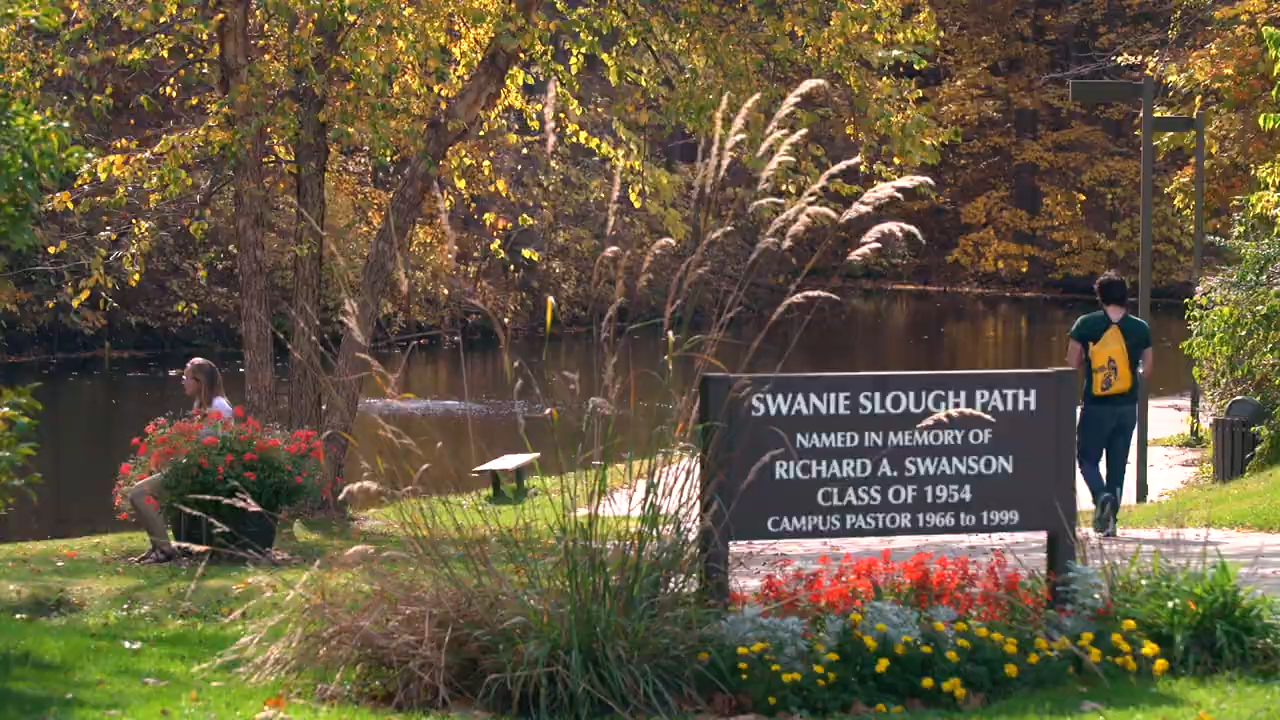 SWANIE SLOUGH PATH
NAMED IN MEMORY OF
RICHARD A. SWANSON
CLASS OF 1954
CAMPUS PASTOR 1966 to 1999